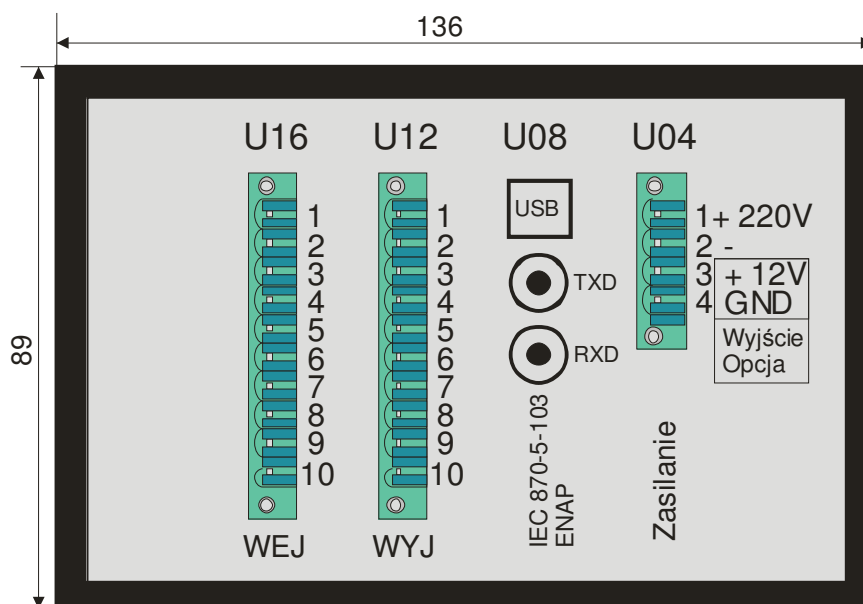 136
89
U16
U12
U08
U04
1
2
3
4
5
6
7
8
9
10
WEJ
1
2
3
4
5
6
7
8
9
10
WYJ
USB
TXD
RXD
IEC 870-5-103
ENAP
1 + 220V
2 -
3 + 12V
4 GND
Wyjście
Opcja
Zasilanie